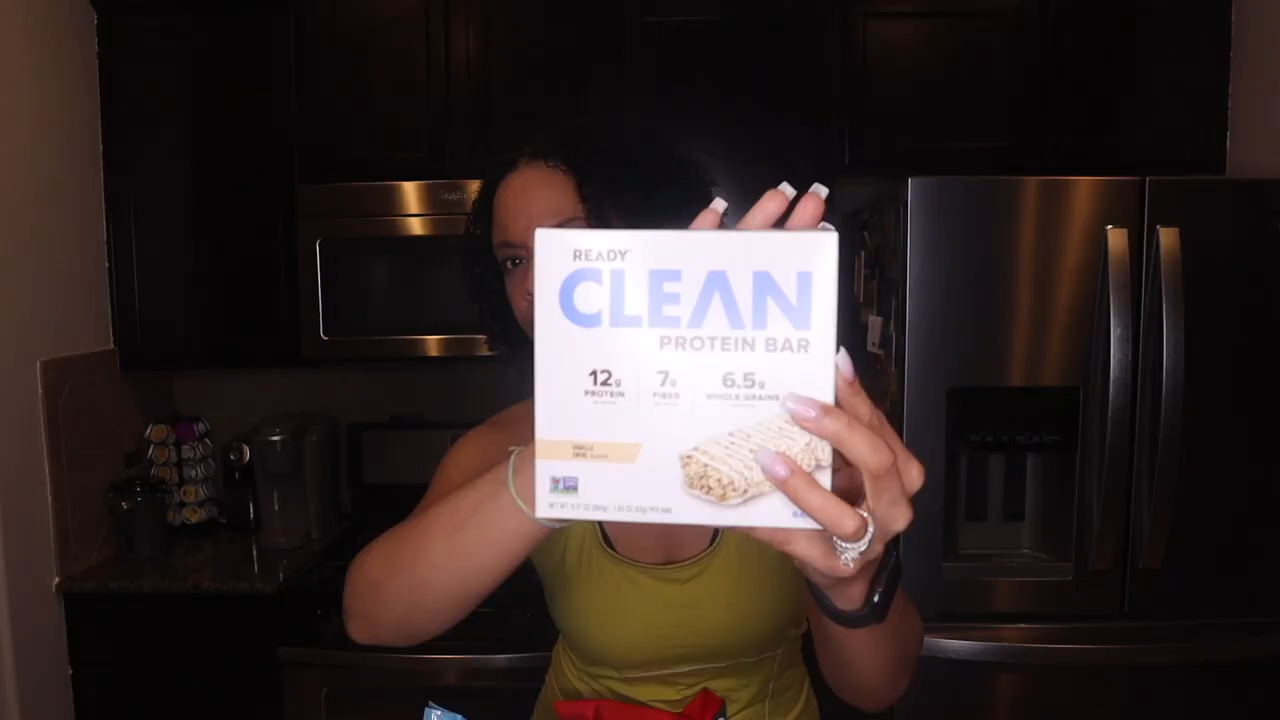 READY
CLEAN
PROTEIN BAR
12g
PROTEIN
7g
FIBER
6.5g
WHOLE GRAINS
VANILLA